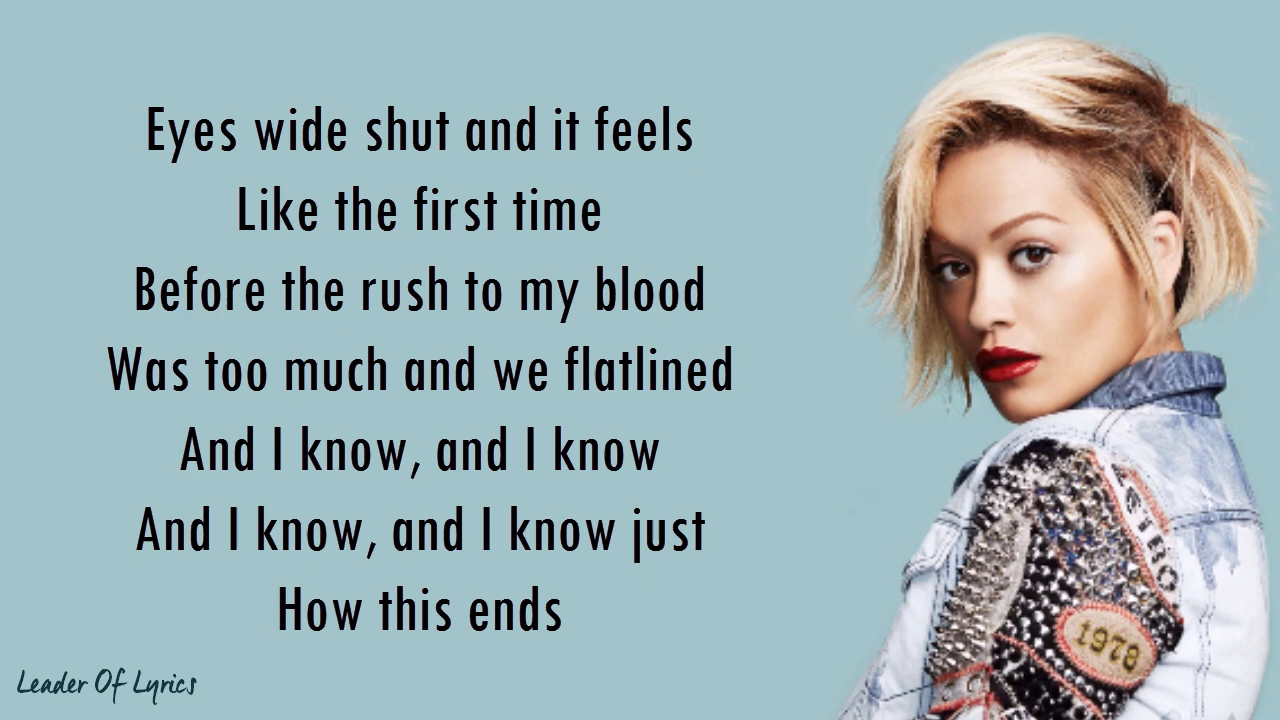 Eyes wide shut and it feels
Like the first time
Before the rush to my blood
Was too much and we flatlined
And I know, and I know
And I know, and I know just
How this ends
Leader Of Lyrics
1978